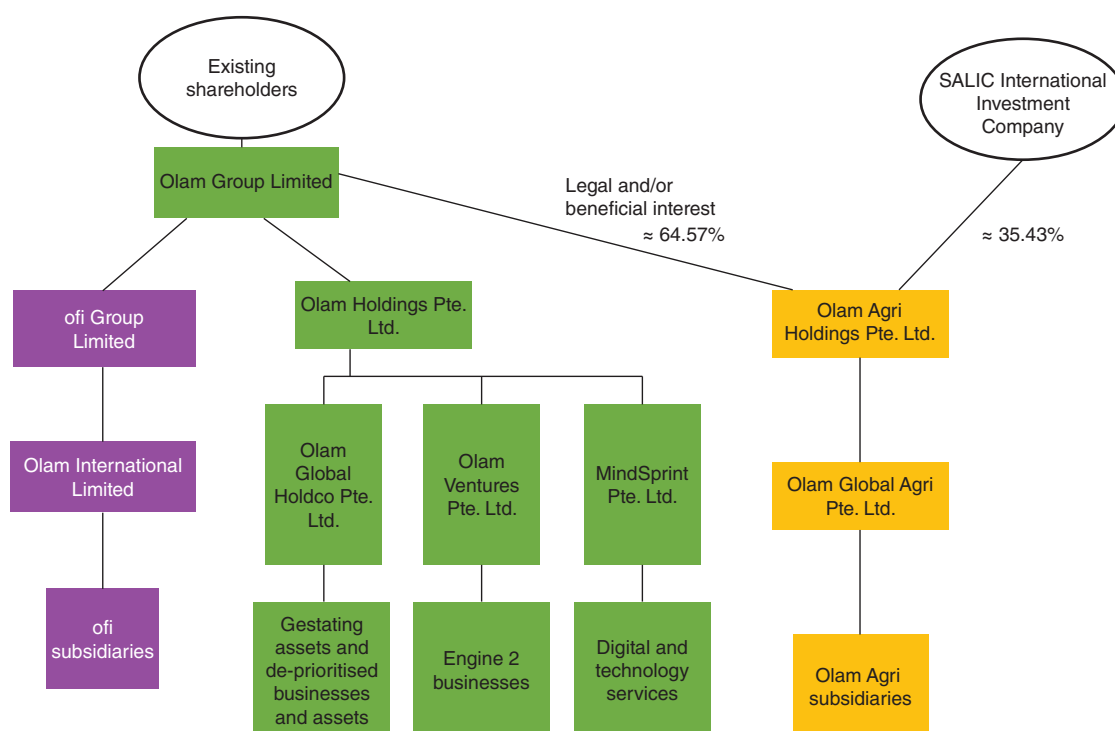 Existing
shareholders
SALIC International
Investment
Company
Olam Group Limited
Legal and/or
beneficial interest
≈ 64.57%
≈ 35.43%
ofi Group
Limited
Olam Holdings Pte.
Ltd.
Olam Agri
Holdings Pte. Ltd.
Olam International
Limited
Olam
Global
Holdco Pte.
Ltd.
Olam
Ventures
Pte. Ltd.
MindSprint
Pte. Ltd.
Olam Global Agri
Pte. Ltd.
ofi
subsidiaries
Gestating
assets and
de-prioritised
businesses
and assets
Engine 2
businesses
Digital and
technology
services
Olam Agri
subsidiaries